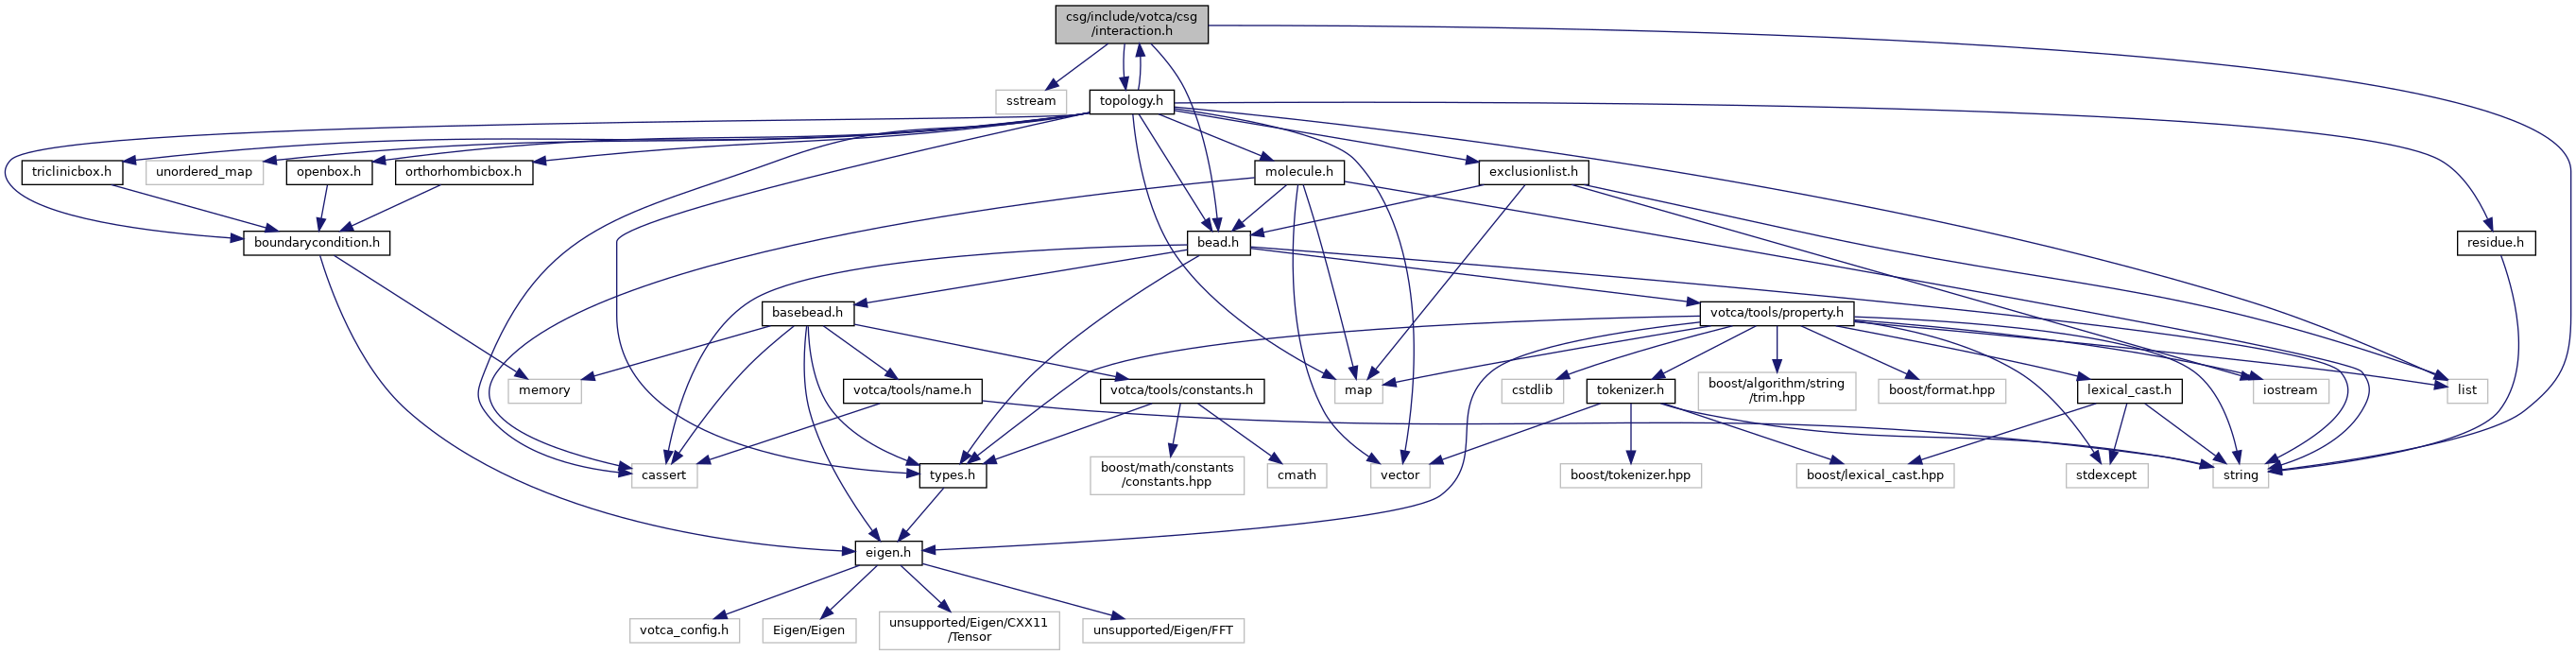 csg/include/votca/csg
/interaction.h
sstream
topology.h
triclinicbox.h
unordered_map
openbox.h
orthorhombicbox.h
molecule.h
exclusionlist.h
boundarycondition.h
bead.h
residue.h
basebead.h
votca/tools/property.h
memory
votca/tools/name.h
votca/tools/constants.h
map
cstdlib
tokenizer.h
boost/algorithm/string
/trim.hpp
boost/format.hpp
lexical_cast.h
iostream
list
cassert
types.h
boost/math/constants
/constants.hpp
cmath
vector
boost/tokenizer.hpp
boost/lexical_cast.hpp
stdexcept
string
eigen.h
votca_config.h
Eigen/Eigen
unsupported/Eigen/CXX11
/Tensor
unsupported/Eigen/FFT